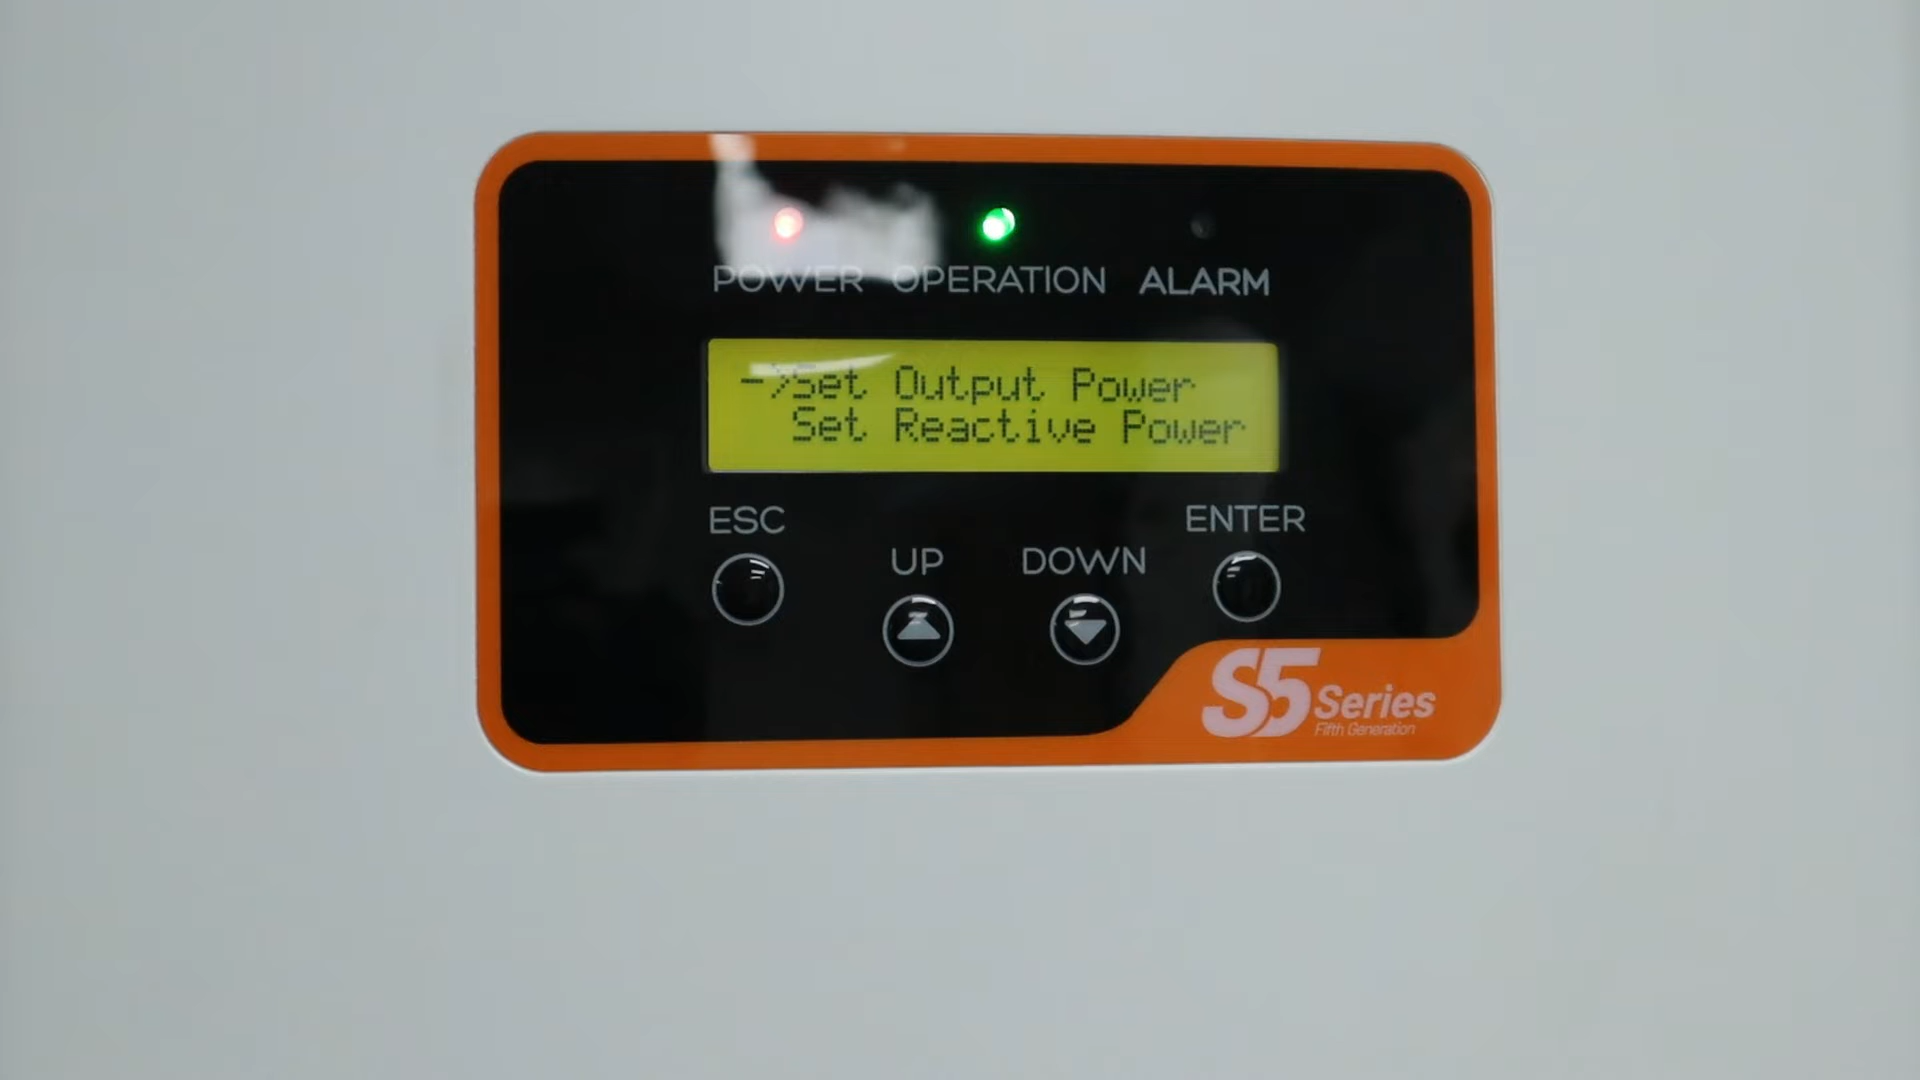 POWER OPERATION ALARM
->Set Output Power
Set Reactive Power
ESC UP DOWN ENTER
S5 Series
Fifth Generation